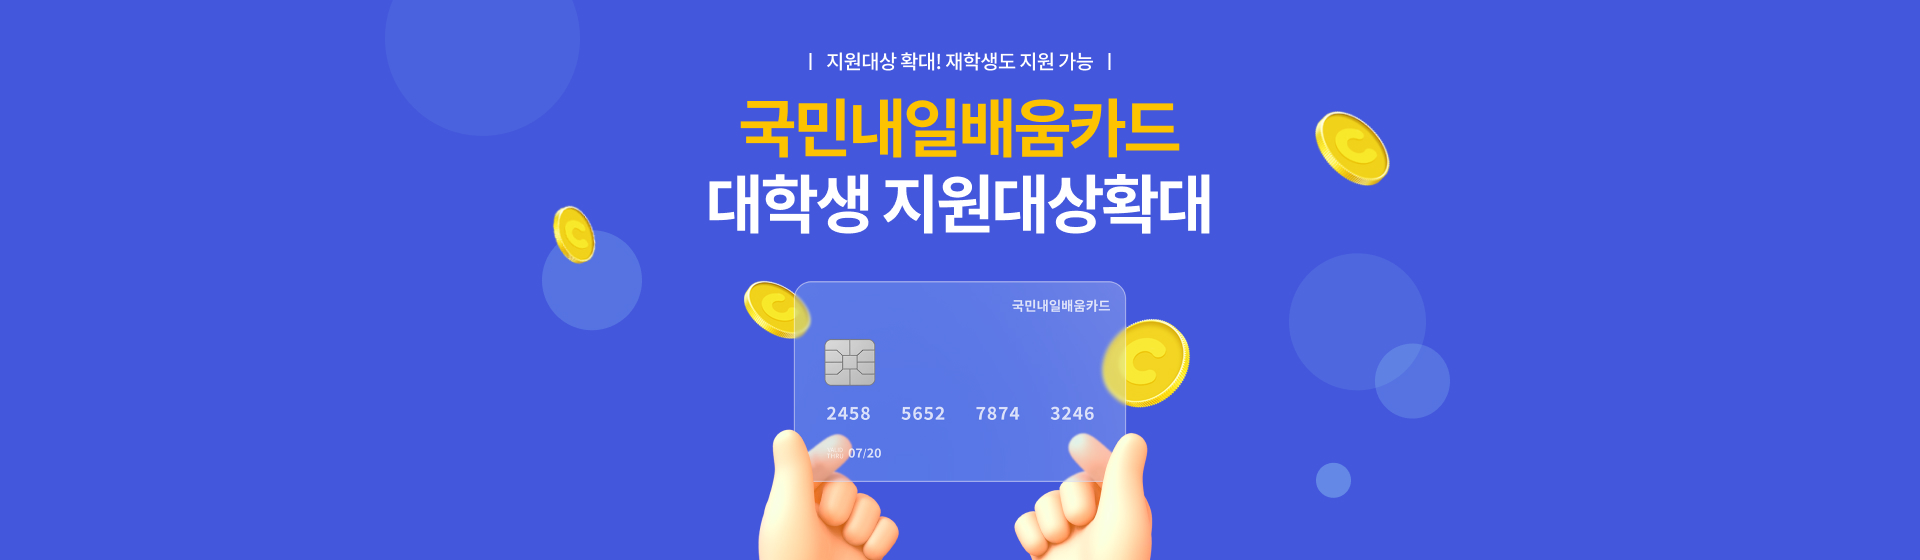 | 지원대상 확대! 재학생도 지원 가능 |
국민내일배움카드
대학생 지원대상확대
국민내일배움카드
2458 5652 7874 3246
07/20